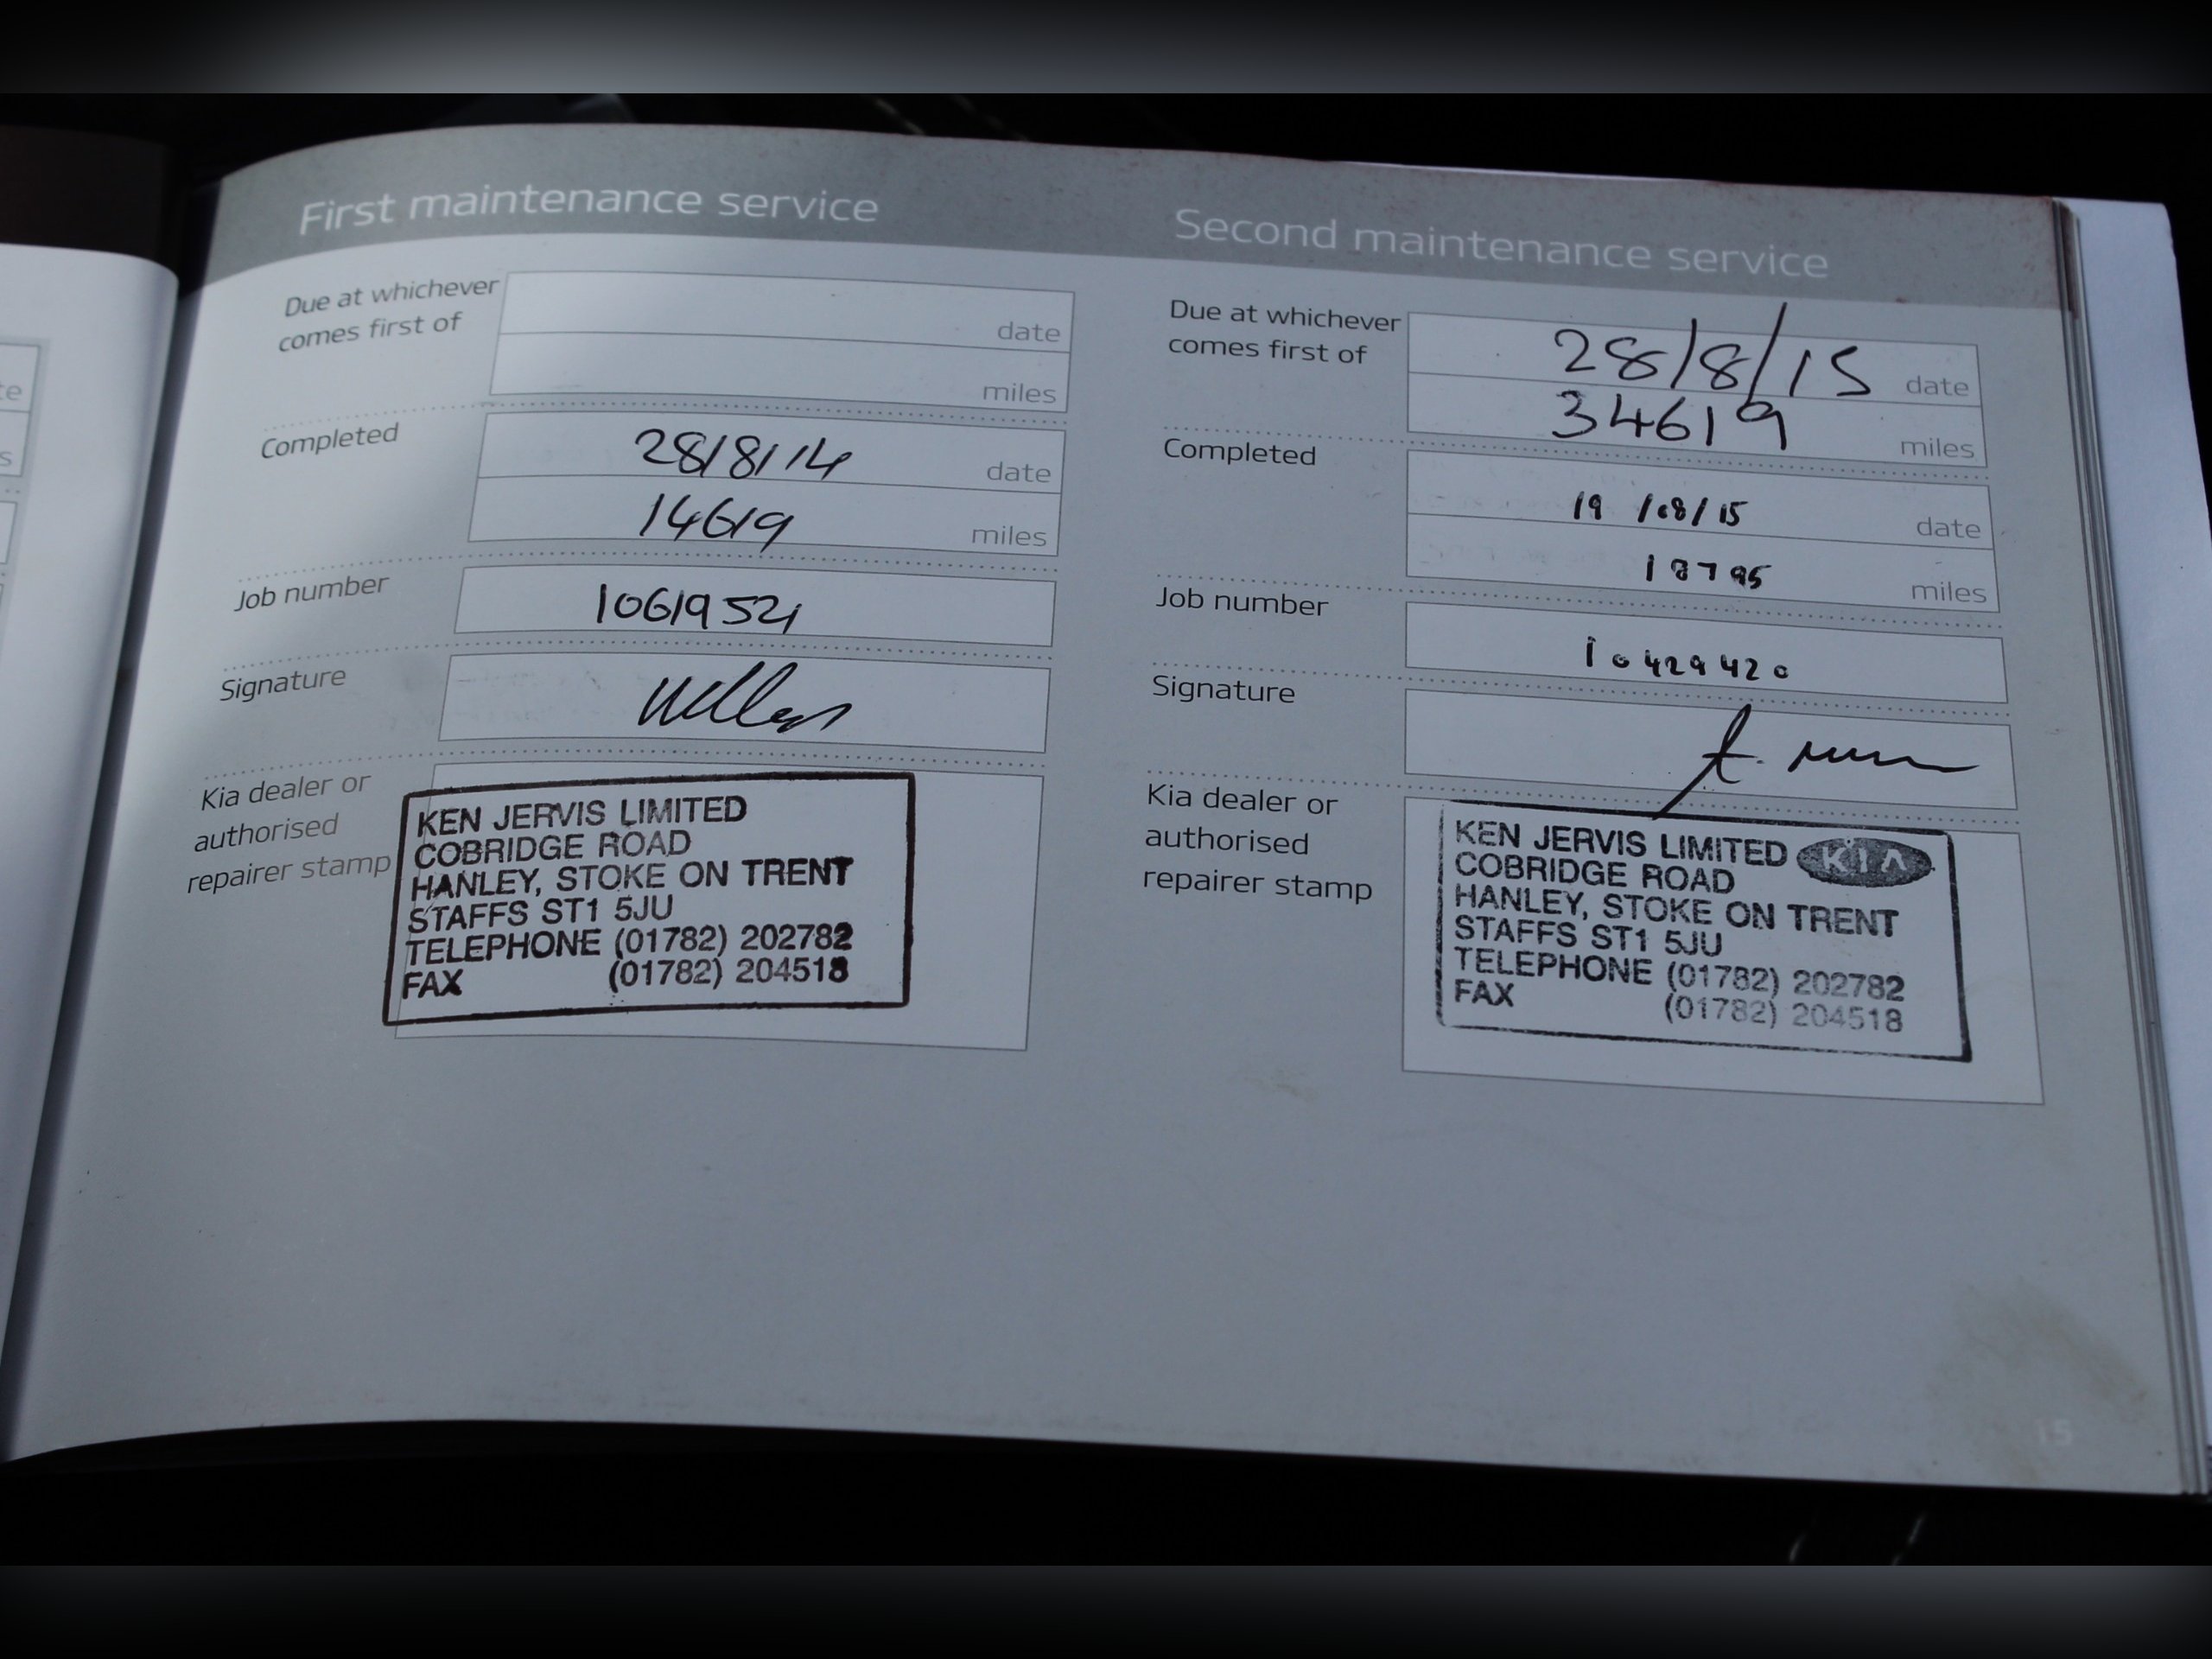 First maintenance service
Due at whichever
comes first of
date
miles
Completed
28/8/14 date
14619 miles
Job number
Signature
Kia dealer or
authorised
repairer stamp
KEN JERVIS LIMITED
COBRIDGE ROAD
HANLEY, STOKE ON TRENT
STAFFS ST1 5JU
TELEPHONE (01782) 202782
FAX (01782) 204518
Second maintenance service
Due at whichever
comes first of
28/8/15 date
34619 miles
Completed
19/08/15 date
18795 miles
Job number
10429420
Signature
Kia dealer or
authorised
repairer stamp
KEN JERVIS LIMITED KIA
COBRIDGE ROAD
HANLEY, STOKE ON TRENT
STAFFS ST1 5JU
TELEPHONE (01782) 202782
FAX (01782) 204518
15